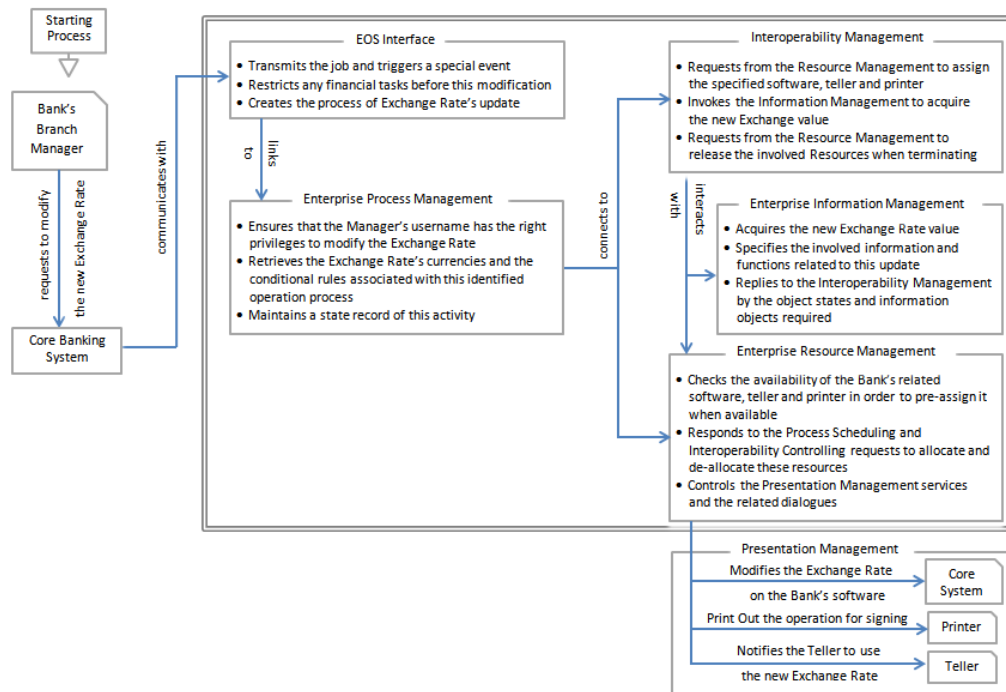 Starting
Process
Bank's
Branch
Manager
requests to modify
the new Exchange Rate
Core Banking
System
communicates with
EOS Interface
• Transmits the job and triggers a special event
• Restricts any financial tasks before this modification
• Creates the process of Exchange Rate's update
links
to
Enterprise Process Management
• Ensures that the Manager's username has the right
privileges to modify the Exchange Rate
• Retrieves the Exchange Rate's currencies and the
conditional rules associated with this identified
operation process
• Maintains a state record of this activity
connects to
Interoperability Management
• Requests from the Resource Management to assign
the specified software, teller and printer
• Invokes the Information Management to acquire
the new Exchange value
• Requests from the Resource Management to
release the involved Resources when terminating
interacts
with
Enterprise Information Management
• Acquires the new Exchange Rate value
• Specifies the involved information
and functions related to this update
• Replies to the Interoperability Management
by the object states and information
objects required
Enterprise Resource Management
• Checks the availability of the Bank's related
software, teller and printer in order to pre-assign it
when available
• Responds to the Process Scheduling and
Interoperability Controlling requests to allocate and
de-allocate these resources
• Controls the Presentation Management services
and the related dialogues
Presentation Management
Modifies the Exchange Rate
on the Bank's software
Core
System
Print Out the operation for signing
Printer
Notifies the Teller to use
the new Exchange Rate
Teller